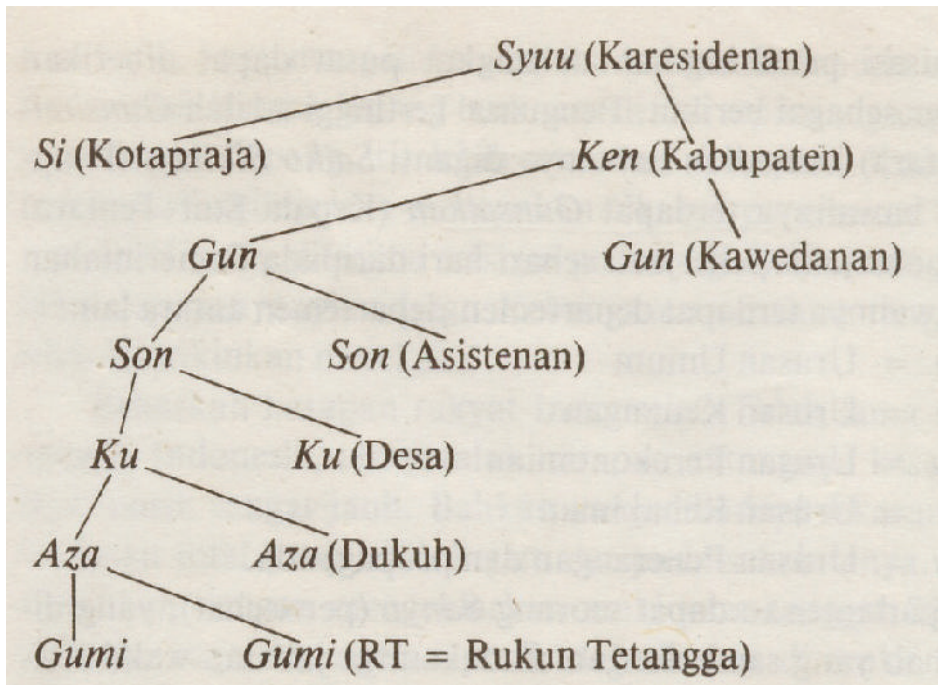 Syuu (Karesidenan)
Si (Kotapraja) Ken (Kabupaten)
Gun Gun (Kawedanan)
Son Son (Asistenan)
Ku Ku (Desa)
Aza Aza (Dukuh)
Gumi Gumi (RT = Rukun Tetangga)